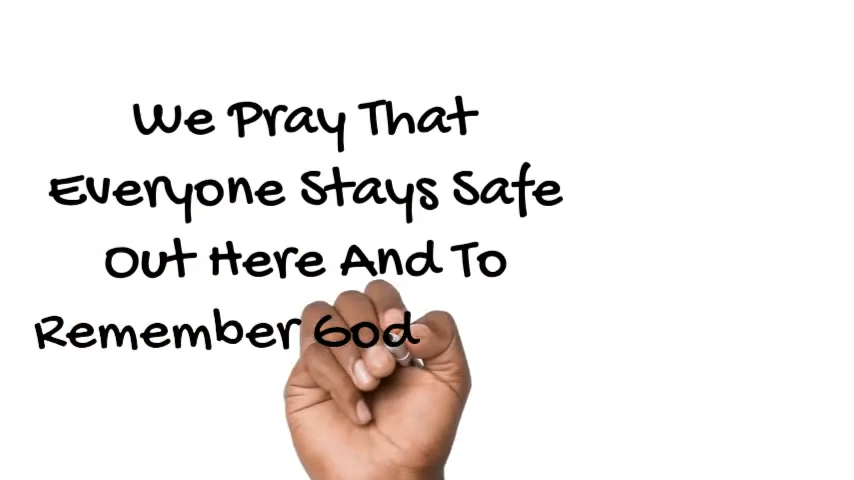 We Pray That
Everyone Stays Safe
Out Here And To
Remember God